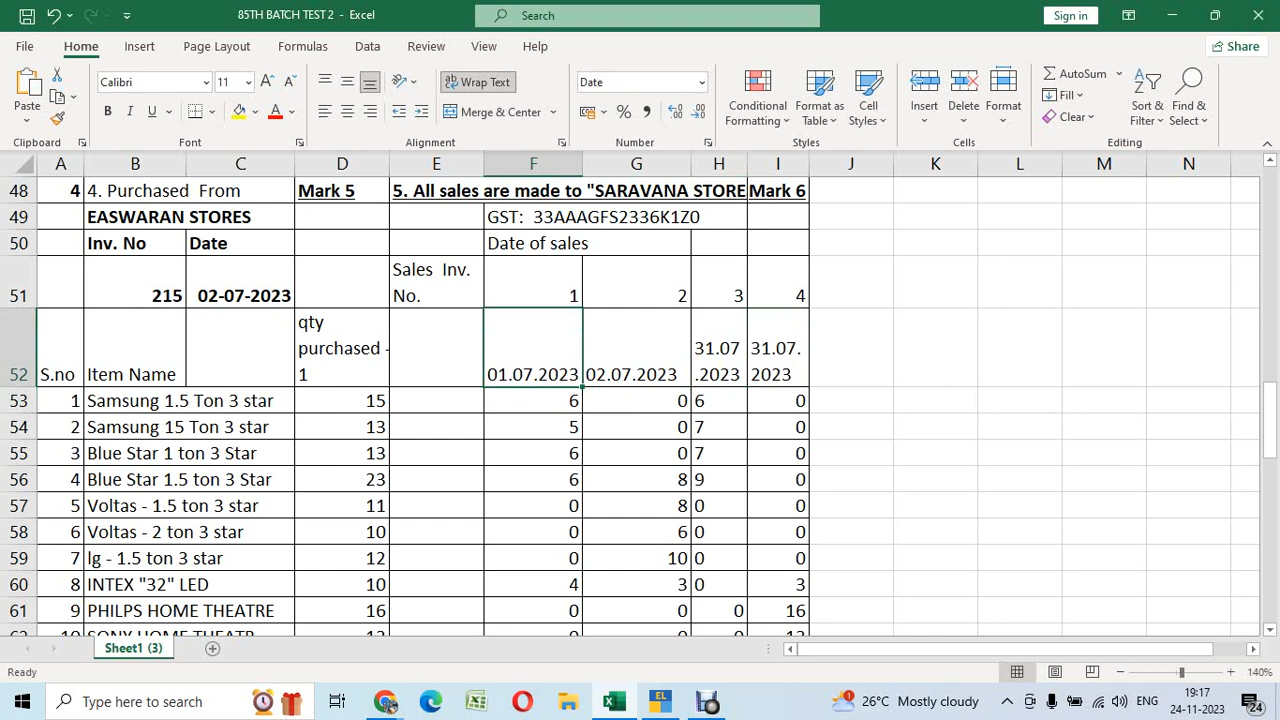 85TH BATCH TEST 2 - Excel
Search
Sign in
File Home Insert Page Layout Formulas Data Review View Help
Share
Paste
Clipboard
Calibri 11
B I U
Font
Wrap Text
Merge & Center
Alignment
Date
Number
Conditional Formatting
Format as Table
Cell Styles
Styles
Insert Delete Format
Cells
AutoSum
Fill
Clear
Sort & Filter
Find & Select
Editing
A B C D E F G H I J K L M N
48 4 4. Purchased From Mark 5 5. All sales are made to "SARAVANA STORE Mark 6
49 EASWARAN STORES GST: 33AAAGFS2336K1Z0
50 Inv. No Date Date of sales
51 215 02-07-2023 Sales Inv. No. 1 2 3 4
52 S.no Item Name qty purchased - 1 01.07.2023 02.07.2023 31.07.2023 31.07.2023
53 1 Samsung 1.5 Ton 3 star 15 6 0 6 0
54 2 Samsung 15 Ton 3 star 13 5 0 7 0
55 3 Blue Star 1 ton 3 Star 13 6 0 7 0
56 4 Blue Star 1.5 ton 3 Star 23 6 8 9 0
57 5 Voltas - 1.5 ton 3 star 11 0 8 0 0
58 6 Voltas - 2 ton 3 star 10 0 6 0 0
59 7 lg - 1.5 ton 3 star 12 0 10 0 0
60 8 INTEX "32" LED 10 4 3 0 3
61 9 PHILPS HOME THEATRE 16 0 0 0 16
Sheet1 (3)
Ready
140%
Type here to search
26°C Mostly cloudy
ENG
19:17
24-11-2023
24